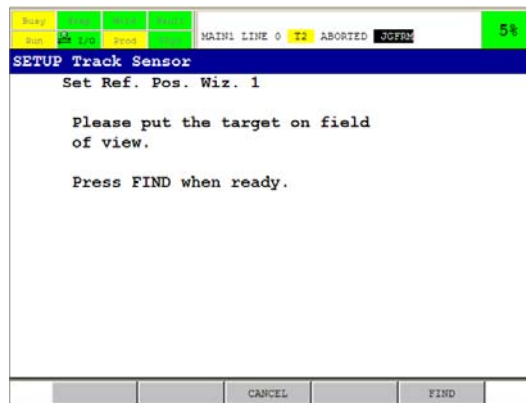 Busy Step Hold Fault
Run I/O Prod
MAIN1 LINE 0 T2 ABORTED JGFRM
5%
SETUP Track Sensor
Set Ref. Pos. Wiz. 1
Please put the target on field
of view.
Press FIND when ready.
CANCEL FIND